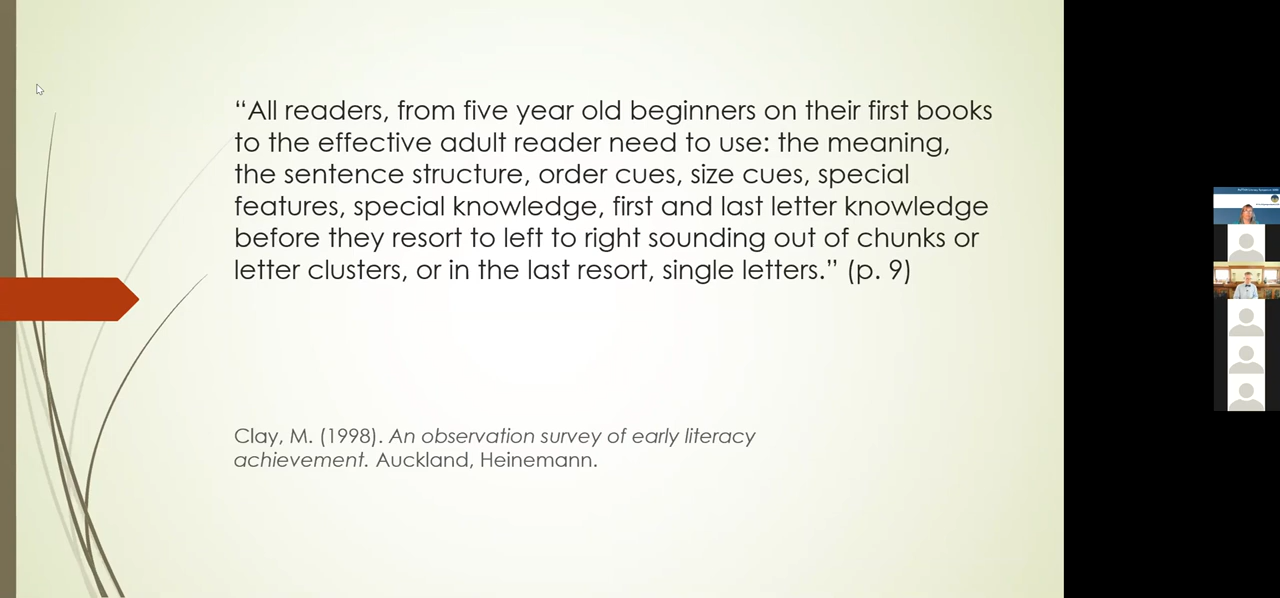 “All readers, from five year old beginners on their first books
to the effective adult reader need to use: the meaning,
the sentence structure, order cues, size cues, special
features, special knowledge, first and last letter knowledge
before they resort to left to right sounding out of chunks or
letter clusters, or in the last resort, single letters.” (p. 9)
Clay, M. (1998). An observation survey of early literacy
achievement. Auckland, Heinemann.